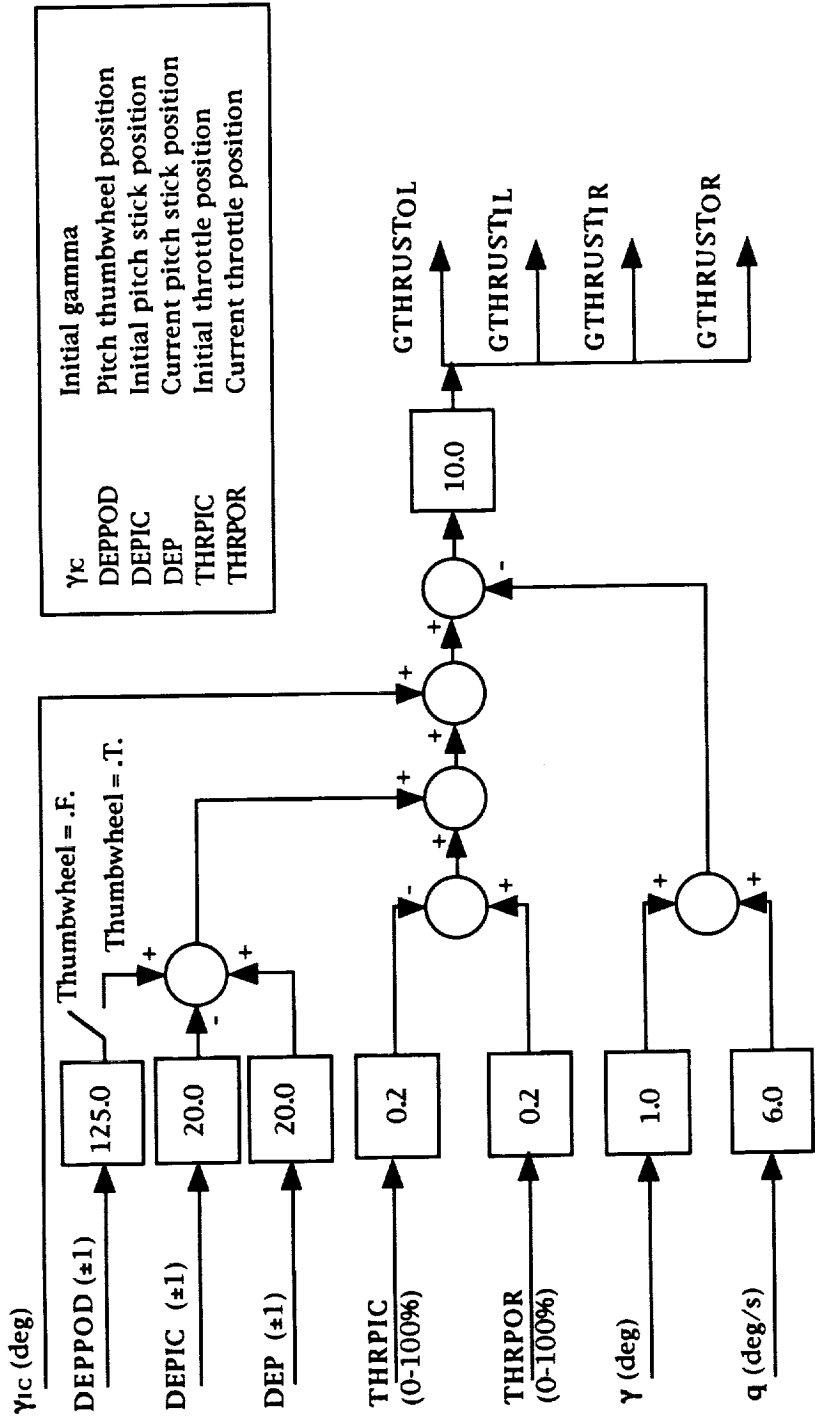 γIC Initial gamma
DEPPOD Pitch thumbwheel position
DEPIC Initial pitch stick position
DEP Current pitch stick position
THRPIC Initial throttle position
THRPOR Current throttle position
γIC (deg)
DEPPOD (±1)
125.0
Thumbwheel = .F.
Thumbwheel = .T.
+
DEPIC (±1)
20.0
-
DEP (±1)
20.0
+
THRPIC
(0-100%)
0.2
-
THRPOR
(0-100%)
0.2
+
+
+
+
+
+
-
10.0
γ (deg)
1.0
+
q (deg/s)
6.0
+
GTHRUSTOL
GTHRUSTIL
GTHRUSTIR
GTHRUSTOR